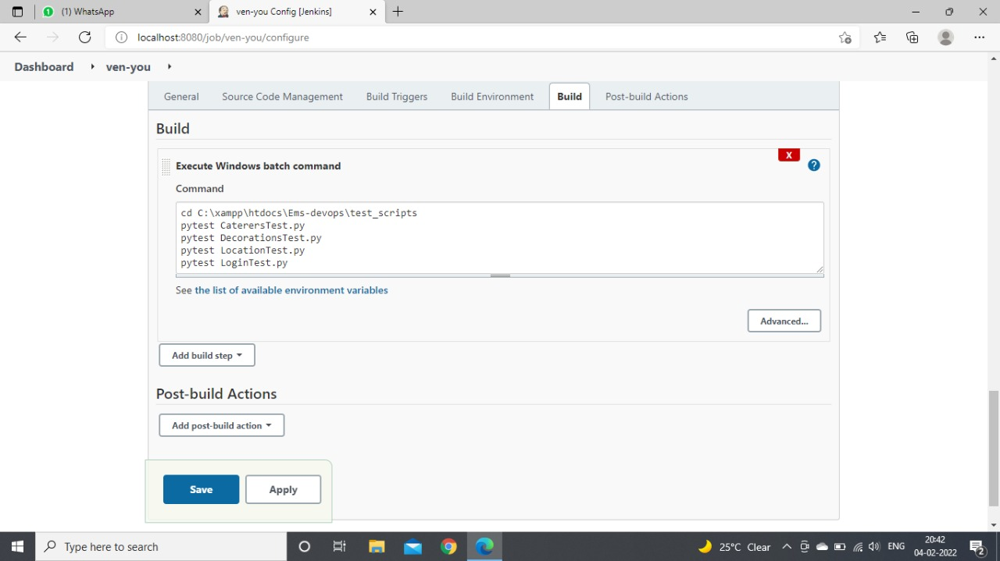 (1) WhatsApp
ven-you Config [Jenkins]
localhost:8080/job/ven-you/configure
Dashboard
ven-you
General
Source Code Management
Build Triggers
Build Environment
Build
Post-build Actions
Build
X
Execute Windows batch command
?
Command
cd C:\xampp\htdocs\Ems-devops\test_scripts
pytest CaterersTest.py
pytest DecorationsTest.py
pytest LocationTest.py
pytest LoginTest.py
See the list of available environment variables
Advanced...
Add build step
Post-build Actions
Add post-build action
Save
Apply
Type here to search
25°C Clear
ENG
20:42
04-02-2022
2